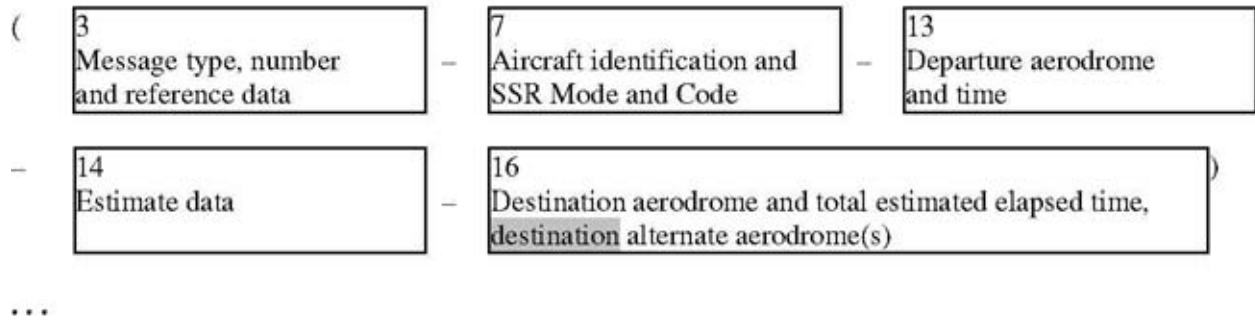 ( 3 7 13
Message type, number – Aircraft identification and – Departure aerodrome
and reference data SSR Mode and Code and time
– 14 16 )
Estimate data – Destination aerodrome and total estimated elapsed time,
destination alternate aerodrome(s)
...